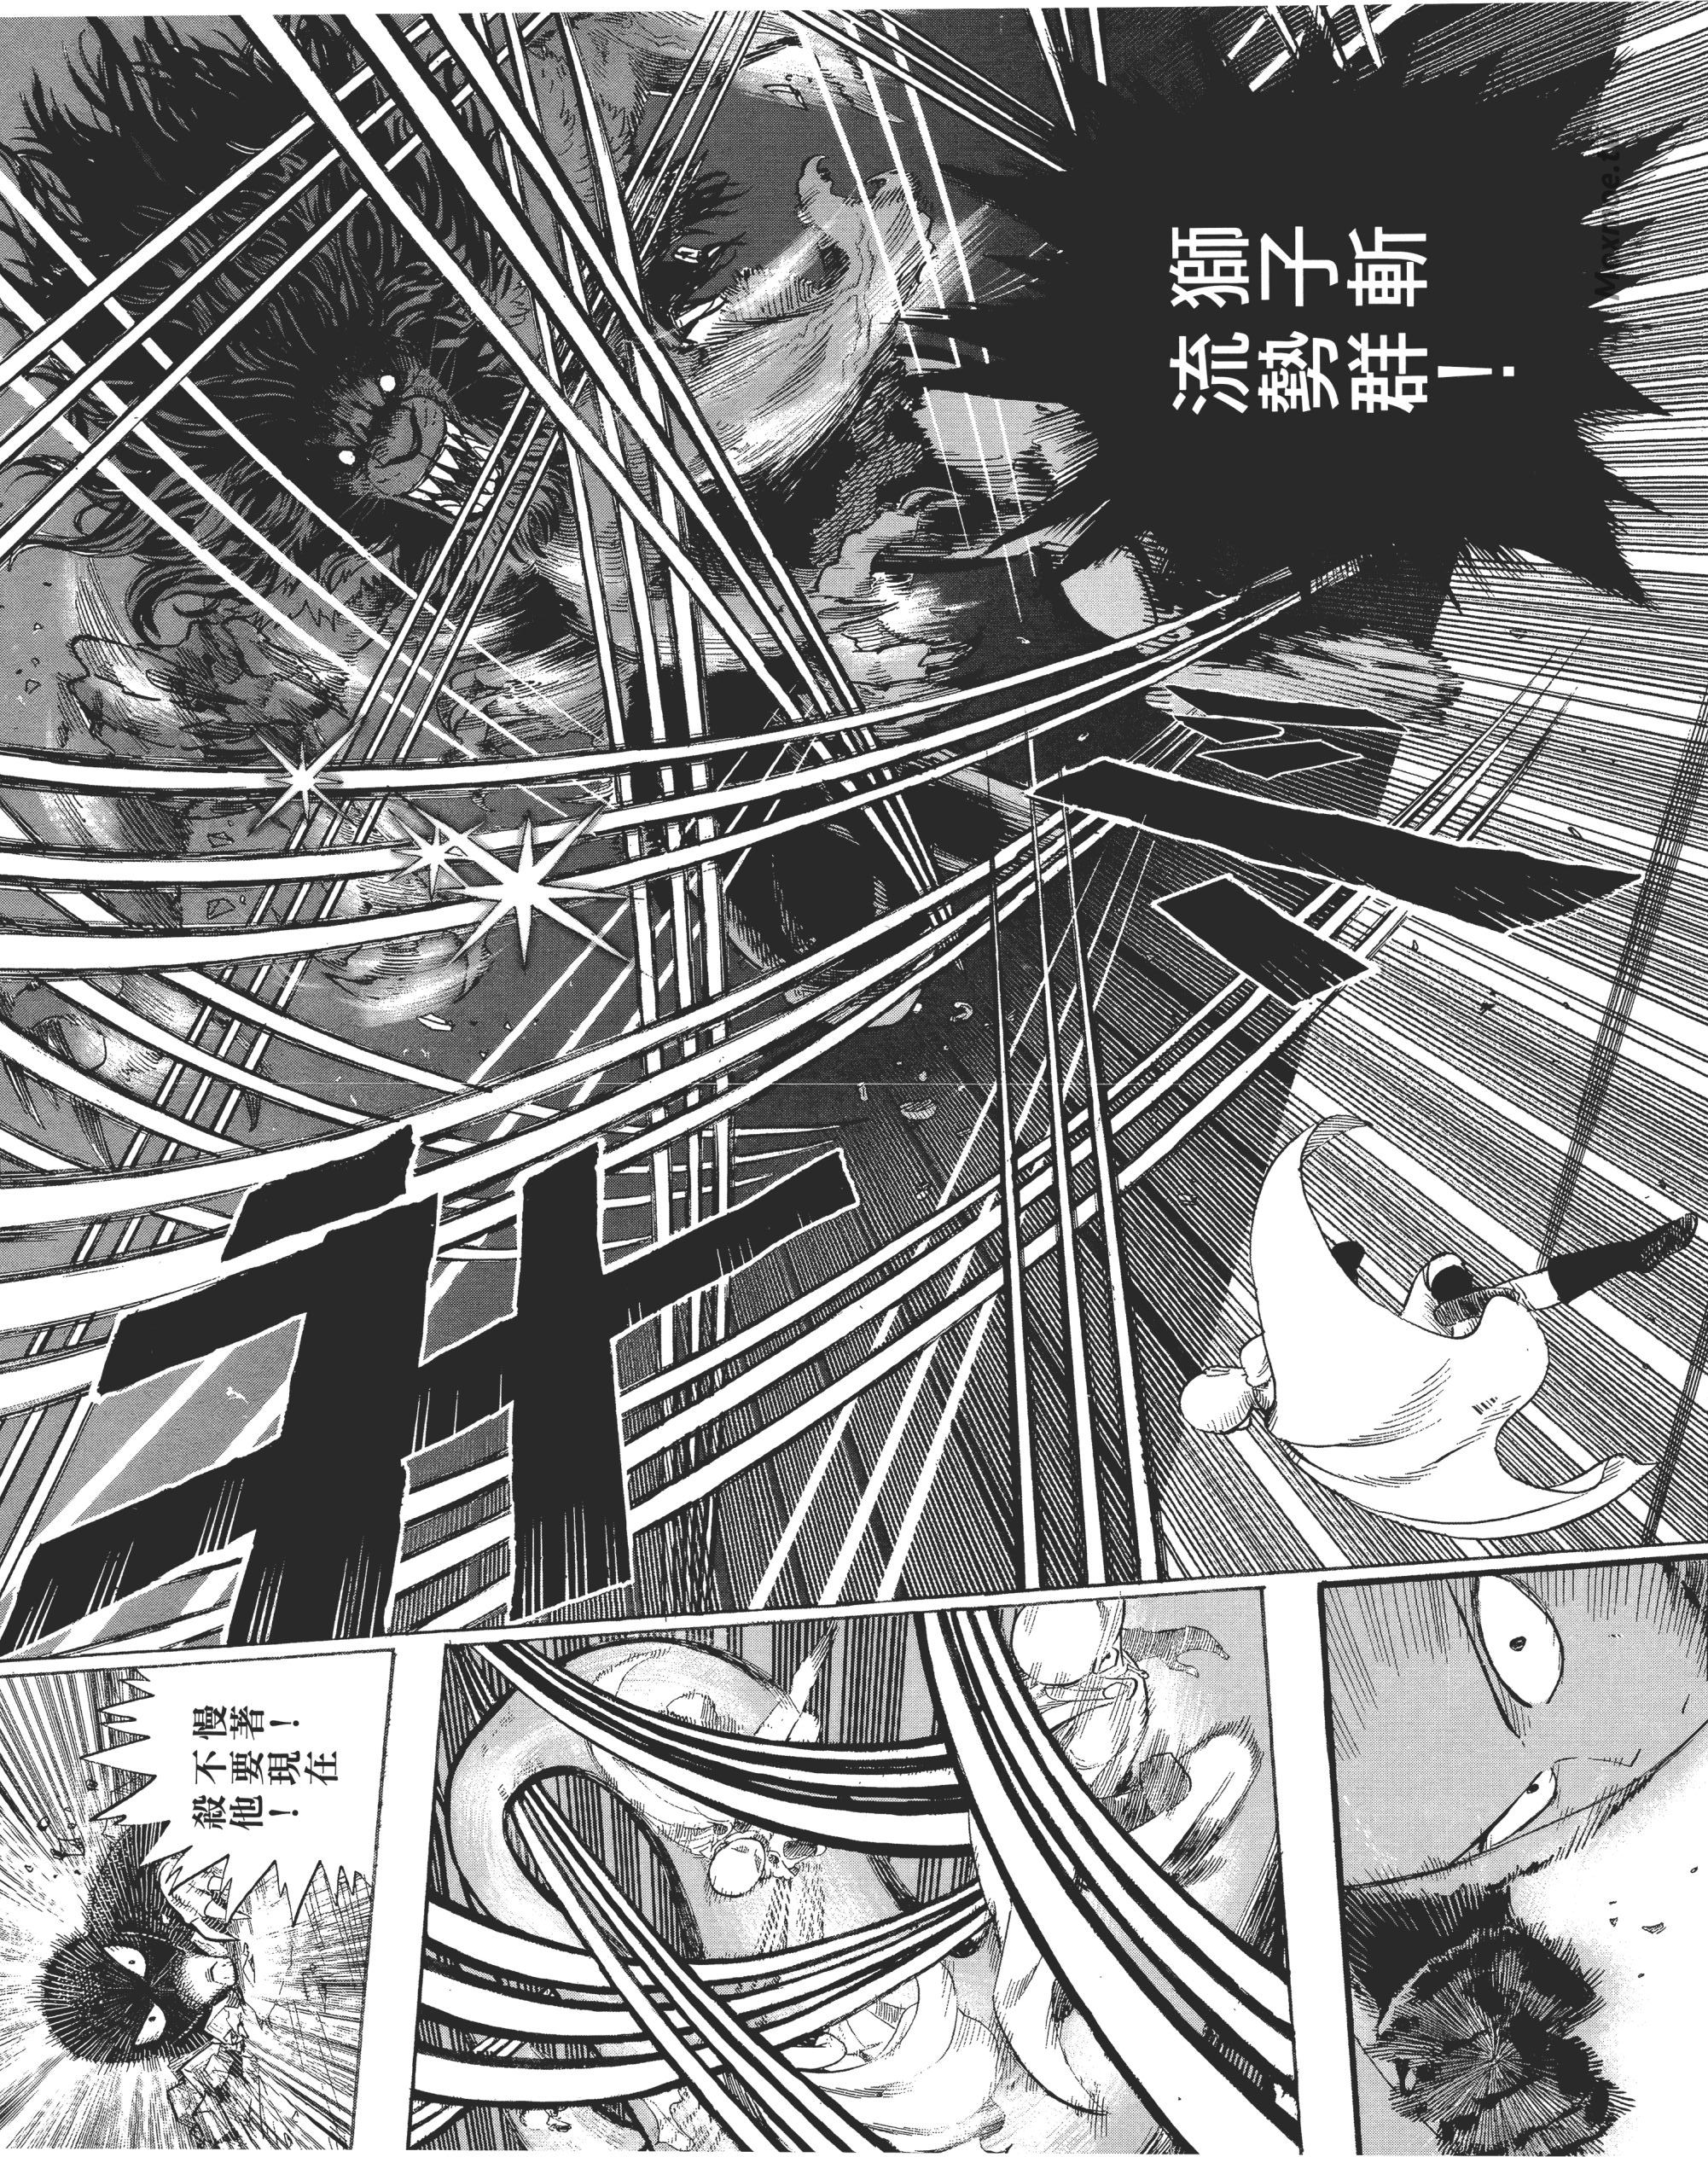 獅子斬
流勢群！
慢著！
不要現在
殺他！